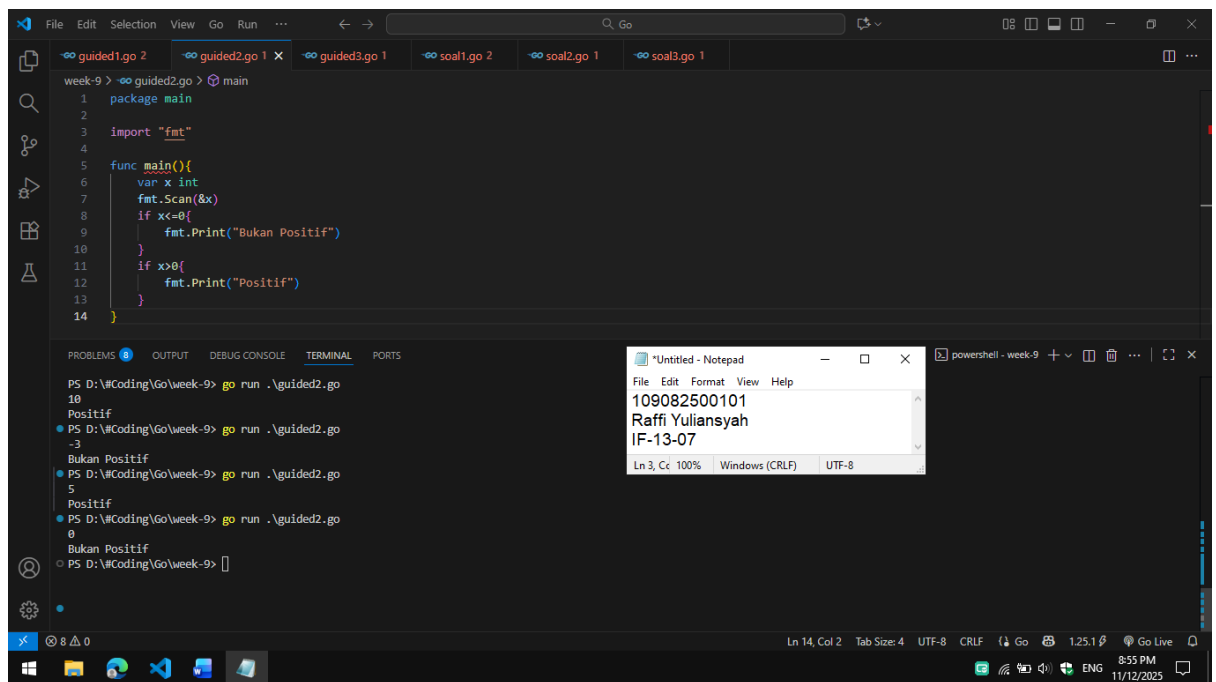 File Edit Selection View Go Run ···
Go
guided1.go 2
guided2.go 1
guided3.go 1
soal1.go 2
soal2.go 1
soal3.go 1
week-9 > guided2.go > main
1 package main
2
3 import "fmt"
4
5 func main(){
6 var x int
7 fmt.Scan(&x)
8 if x<=0{
9 fmt.Print("Bukan Positif")
10 }
11 if x>0{
12 fmt.Print("Positif")
13 }
14 }
PROBLEMS 8 OUTPUT DEBUG CONSOLE TERMINAL PORTS
powershell - week-9
PS D:\#Coding\Go\week-9> go run .\guided2.go
10
Positif
PS D:\#Coding\Go\week-9> go run .\guided2.go
-3
Bukan Positif
PS D:\#Coding\Go\week-9> go run .\guided2.go
5
Positif
PS D:\#Coding\Go\week-9> go run .\guided2.go
0
Bukan Positif
PS D:\#Coding\Go\week-9>
*Untitled - Notepad
File Edit Format View Help
109082500101
Raffi Yuliansyah
IF-13-07
Ln 3, Cc 100% Windows (CRLF) UTF-8
8 0
Ln 14, Col 2 Tab Size: 4 UTF-8 CRLF Go 1.25.1 Go Live
ENG
8:55 PM
11/12/2025